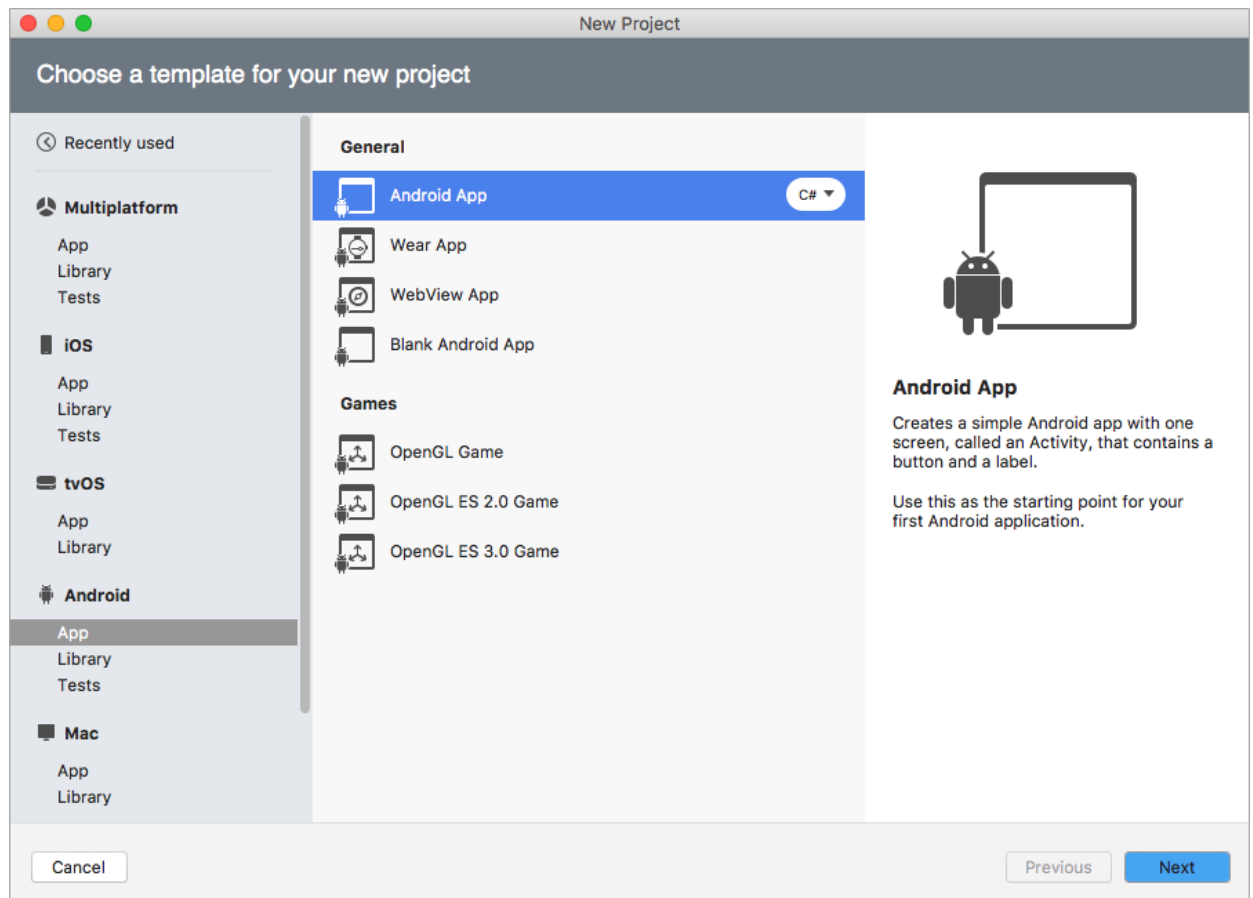 New Project
Choose a template for your new project
Recently used
Multiplatform
App
Library
Tests
iOS
App
Library
Tests
tvOS
App
Library
Android
App
Library
Tests
Mac
App
Library
General
Android App
C#
Wear App
WebView App
Blank Android App
Games
OpenGL Game
OpenGL ES 2.0 Game
OpenGL ES 3.0 Game
Android App
Creates a simple Android app with one
screen, called an Activity, that contains a
button and a label.
Use this as the starting point for your
first Android application.
Cancel
Previous
Next